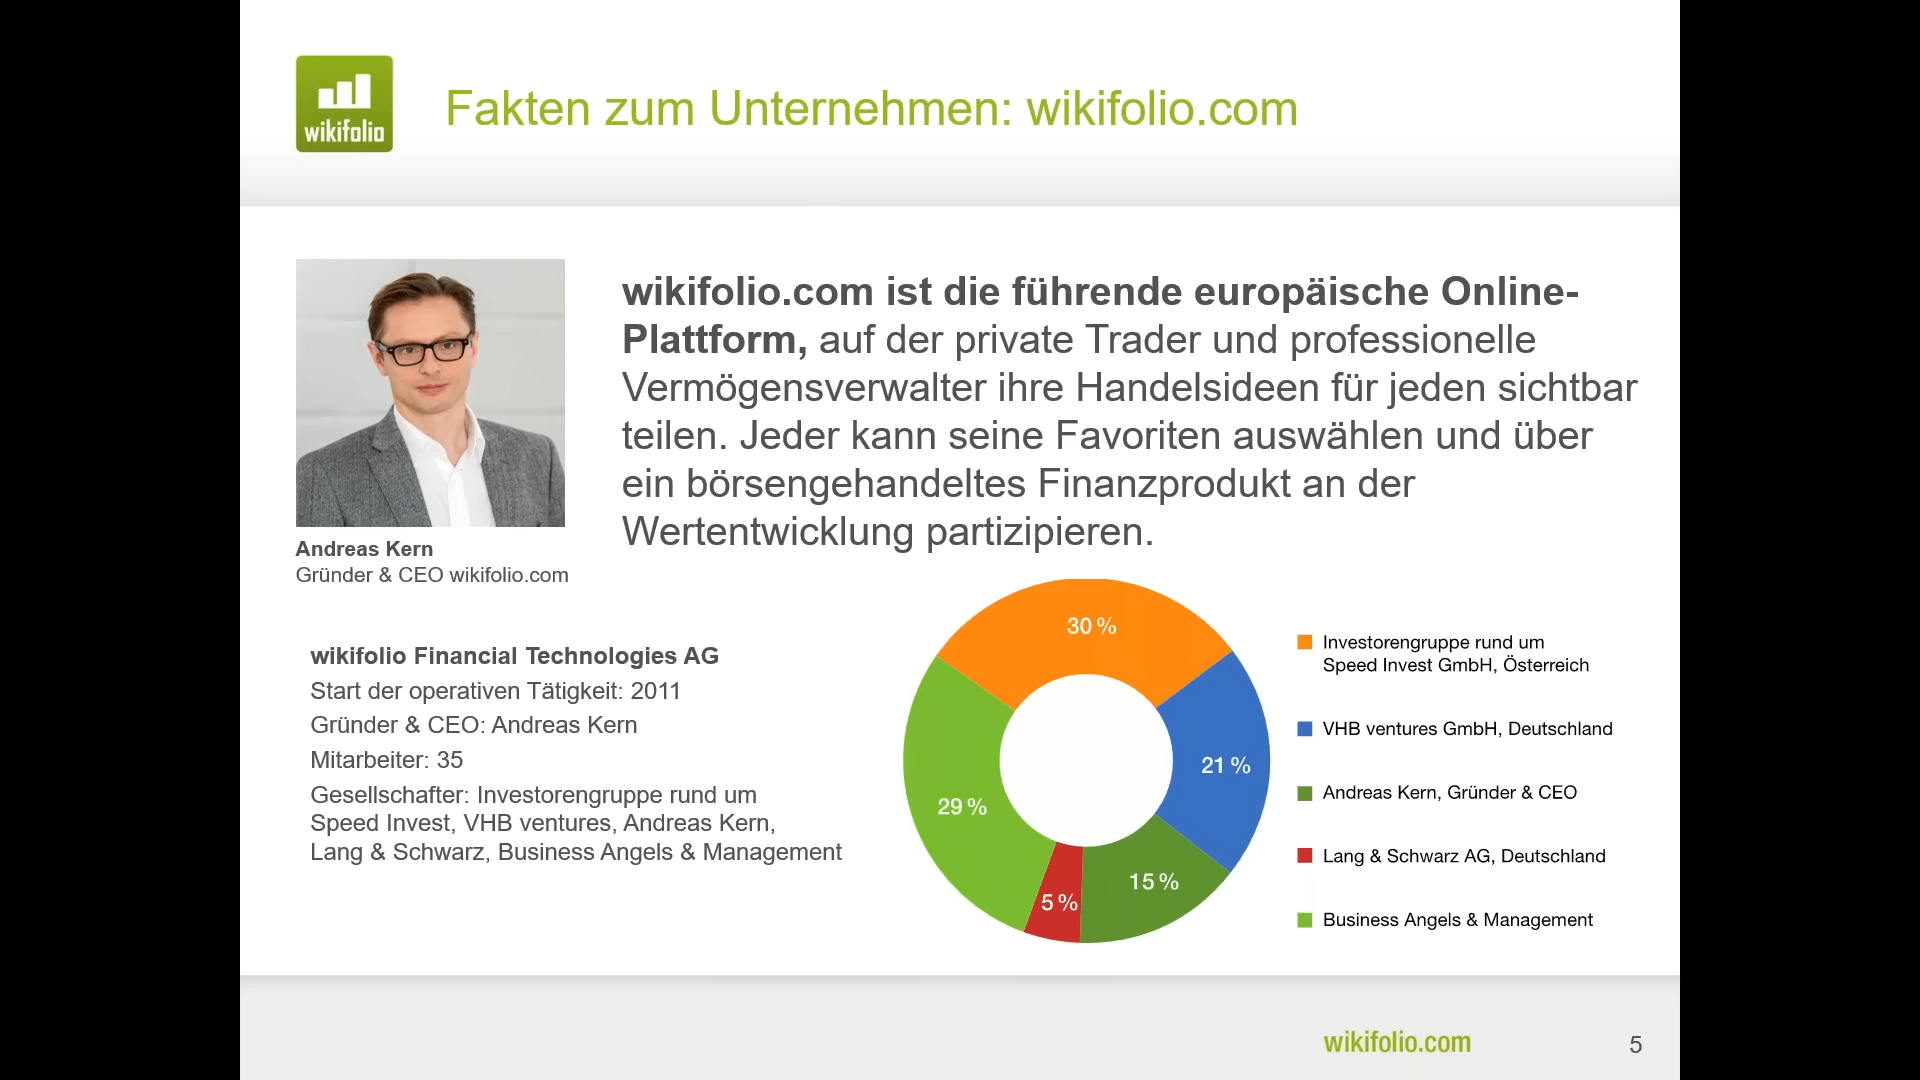 wikifolio
Fakten zum Unternehmen: wikifolio.com
wikifolio.com ist die führende europäische Online-
Plattform, auf der private Trader und professionelle
Vermögensverwalter ihre Handelsideen für jeden sichtbar
teilen. Jeder kann seine Favoriten auswählen und über
ein börsengehandeltes Finanzprodukt an der
Wertentwicklung partizipieren.
Andreas Kern
Gründer & CEO wikifolio.com
wikifolio Financial Technologies AG
Start der operativen Tätigkeit: 2011
Gründer & CEO: Andreas Kern
Mitarbeiter: 35
Gesellschafter: Investorengruppe rund um
Speed Invest, VHB ventures, Andreas Kern,
Lang & Schwarz, Business Angels & Management
30 %
21 %
15 %
5 %
29 %
Investorengruppe rund um
Speed Invest GmbH, Österreich
VHB ventures GmbH, Deutschland
Andreas Kern, Gründer & CEO
Lang & Schwarz AG, Deutschland
Business Angels & Management
wikifolio.com
5